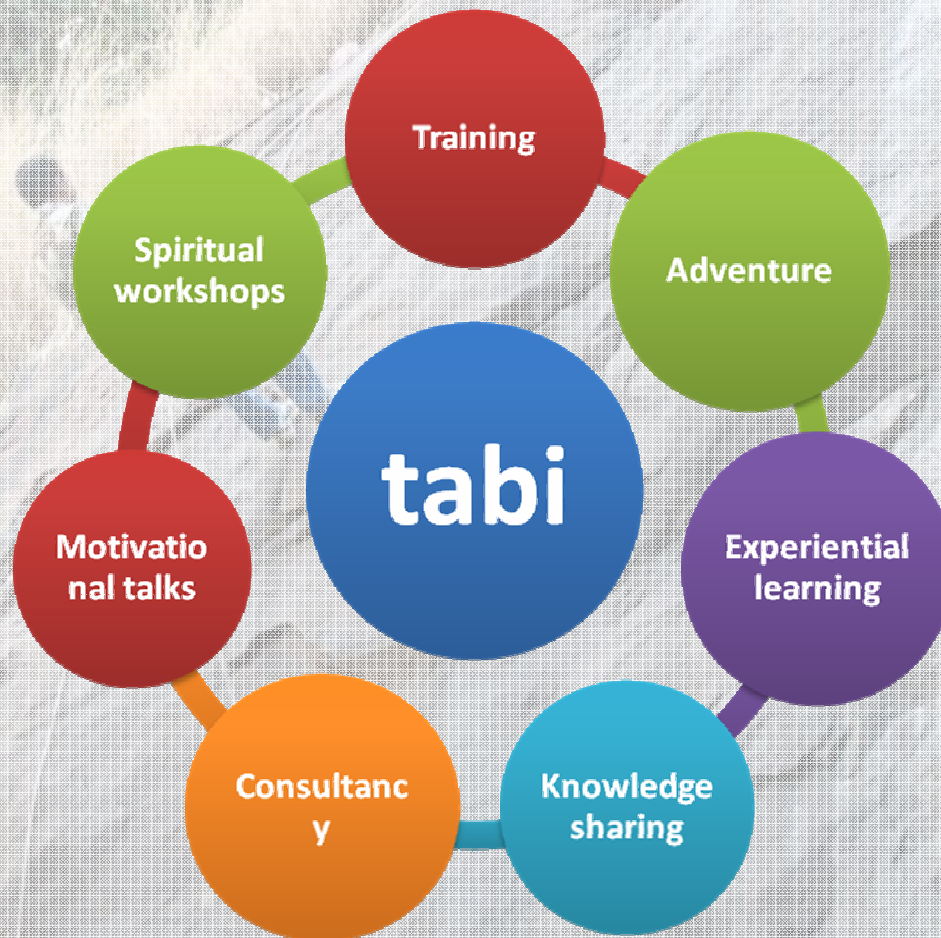 Training
Adventure
Experiential
learning
Knowledge
sharing
Consultanc
y
Motivatio
nal talks
Spiritual
workshops
tabi